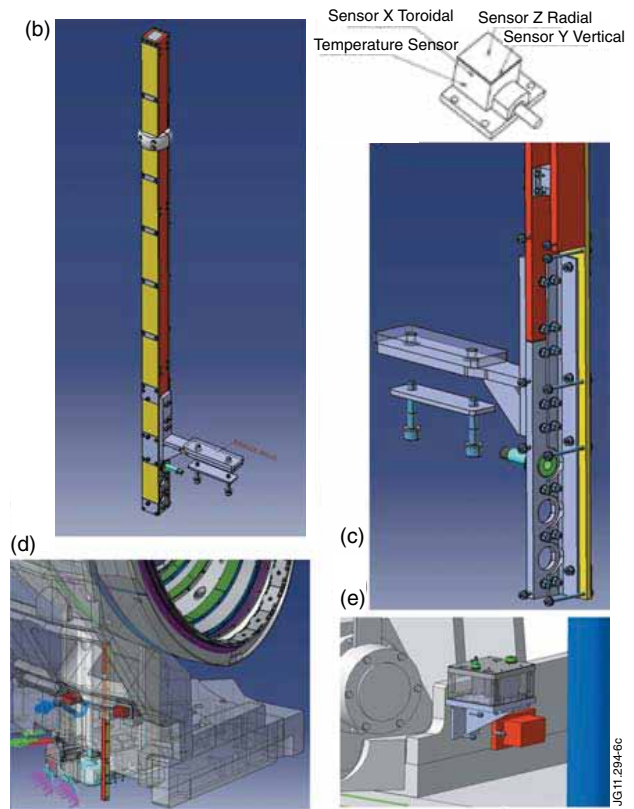 (b)
Sensor X Toroidal
Sensor Z Radial
Temperature Sensor
Sensor Y Vertical
(c)
(d)
(e)
JG11.294-6c